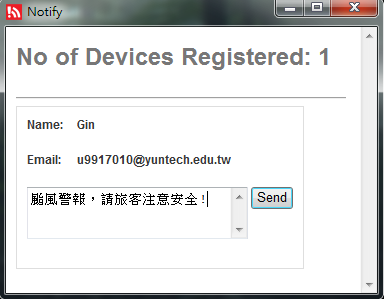 Notify
No of Devices Registered: 1
Name: Gin
Email: u9917010@yuntech.edu.tw
颱風警報，請旅客注意安全!
Send